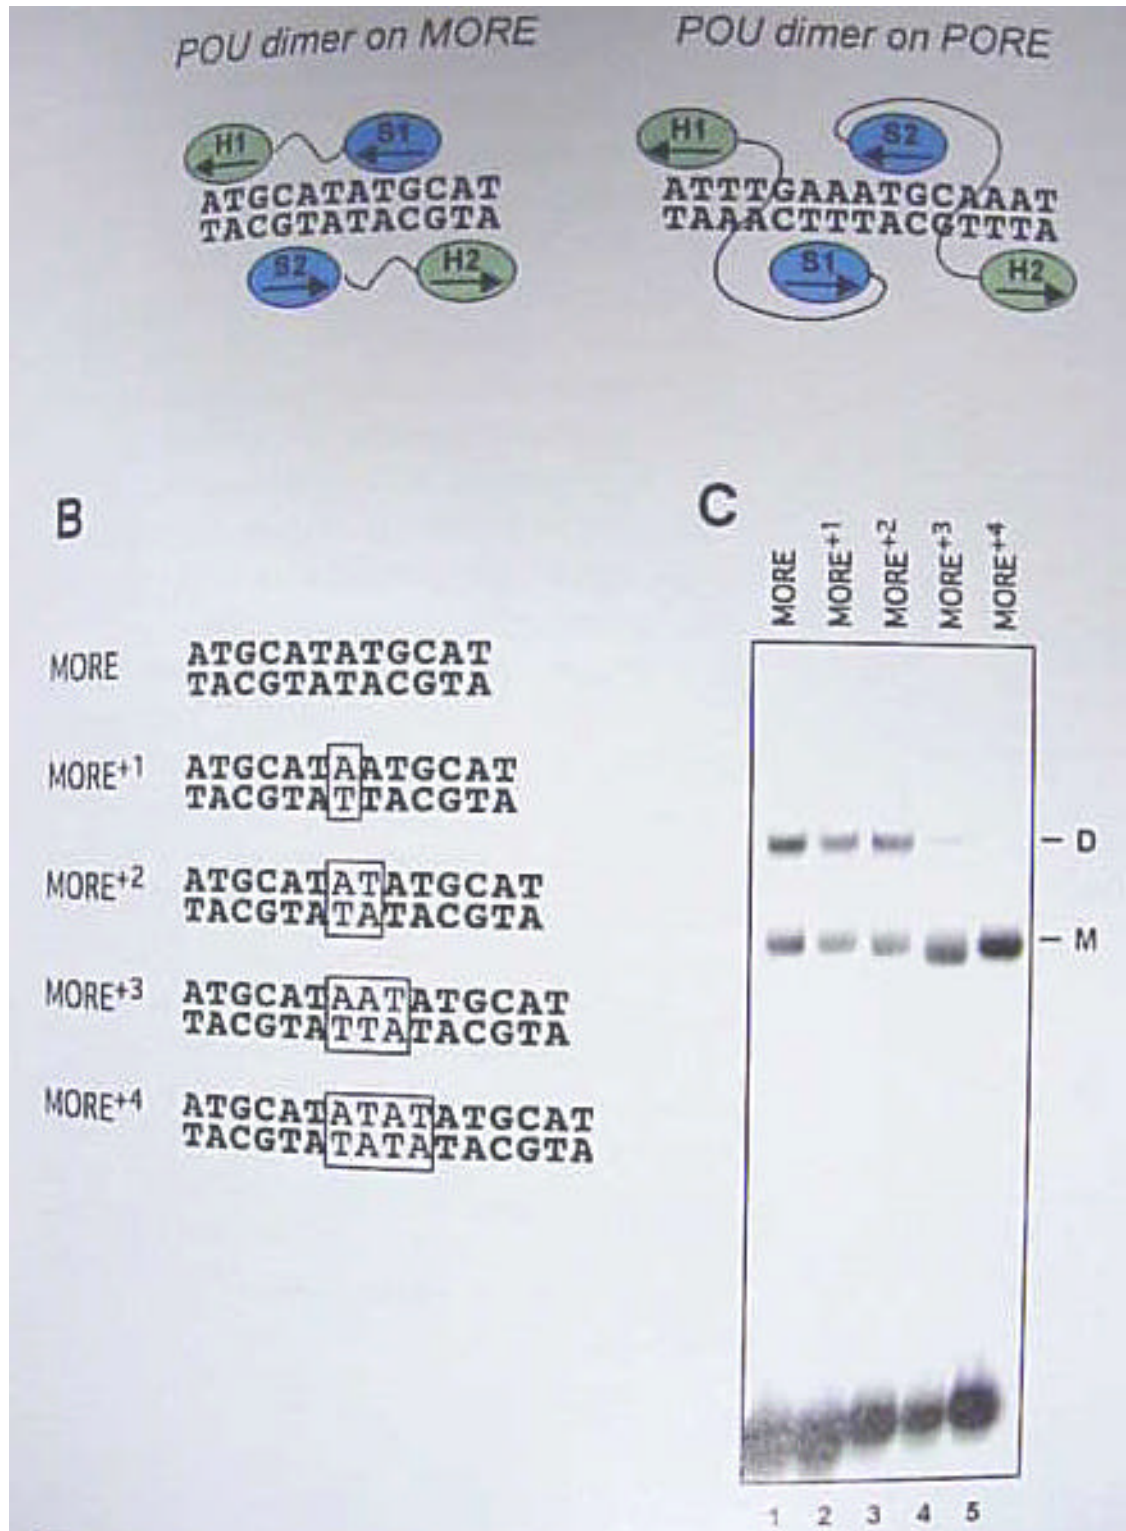 POU dimer on MORE
POU dimer on PORE
H1
S1
ATGCATATGCAT
TACGTATACGTA
S2
H2
H1
S2
ATTTGAAATGCAAAT
TAAACTTTACGTTTA
S1
H2
B
MORE
ATGCATATGCAT
TACGTATACGTA
MORE+1
ATGCATAATGCAT
TACGTATTACGTA
MORE+2
ATGCATATATGCAT
TACGTATATACGTA
MORE+3
ATGCATAATATGCAT
TACGTATTATACGTA
MORE+4
ATGCATATATATGCAT
TACGTATATATACGTA
C
MORE
MORE+1
MORE+2
MORE+3
MORE+4
D
M
1 2 3 4 5